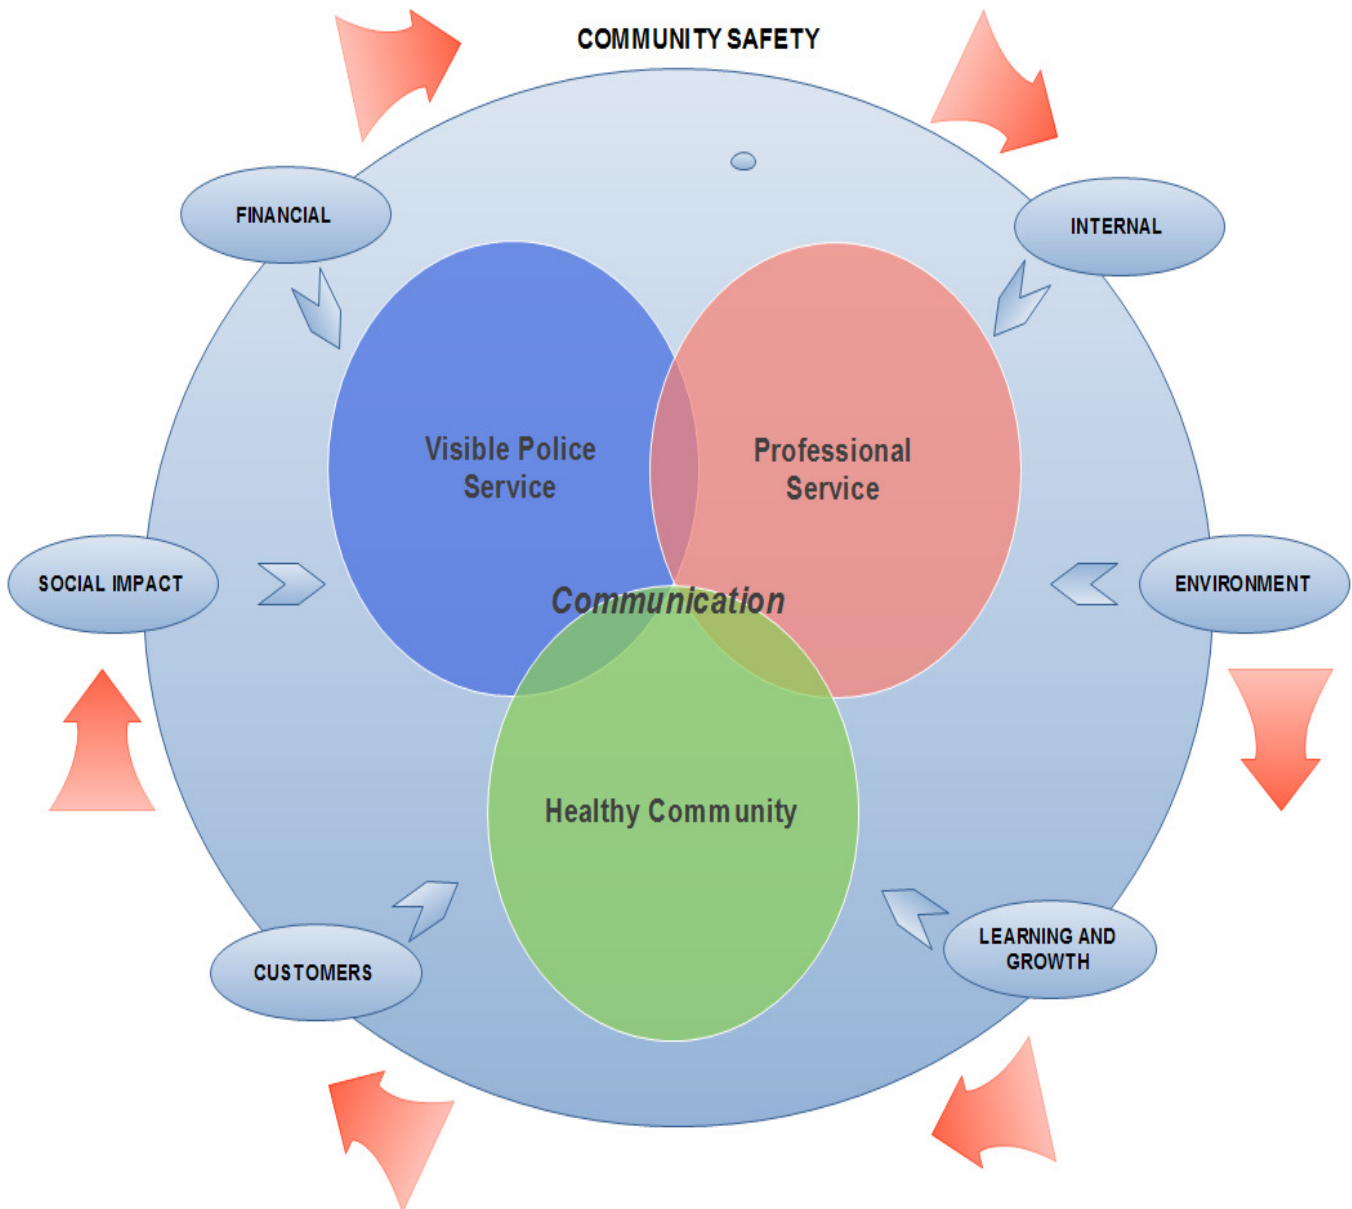 COMMUNITY SAFETY
FINANCIAL
INTERNAL
Visible Police
Service
Professional
Service
SOCIAL IMPACT
Communication
ENVIRONMENT
Healthy Community
CUSTOMERS
LEARNING AND
GROWTH